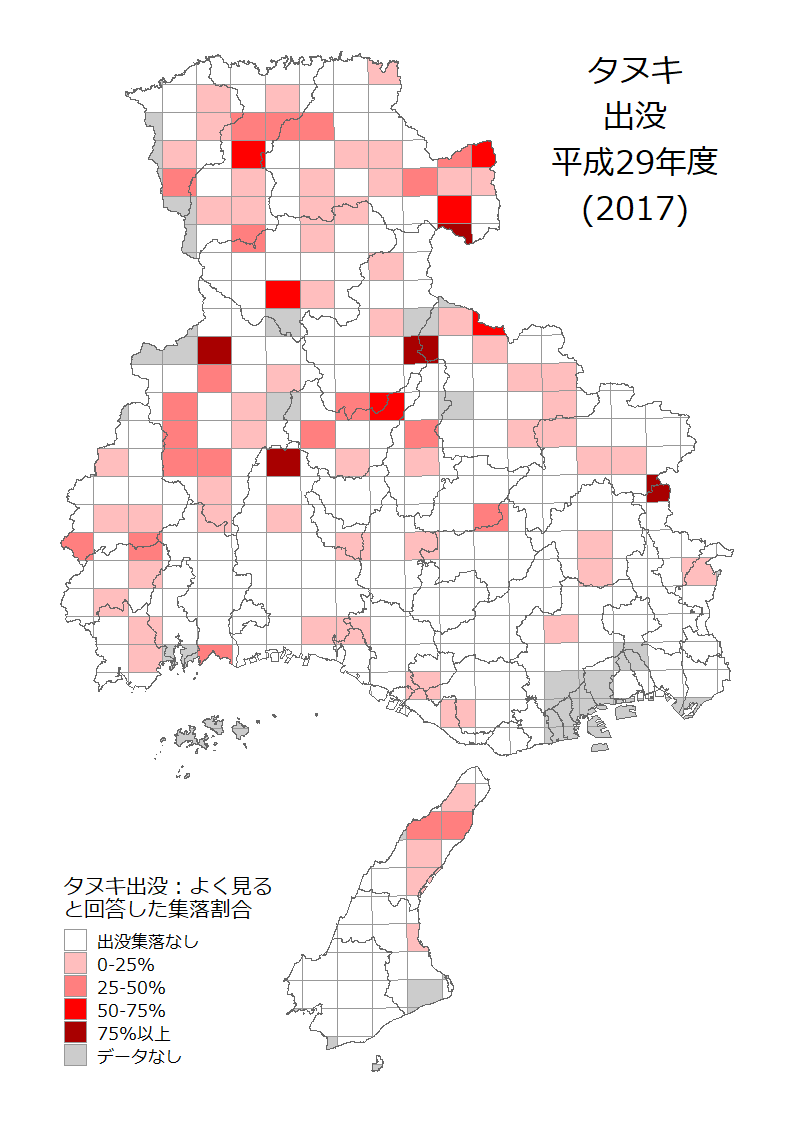 タヌキ
出没
平成29年度
(2017)
タヌキ出没：よく見る
と回答した集落割合
出没集落なし
0-25%
25-50%
50-75%
75%以上
データなし